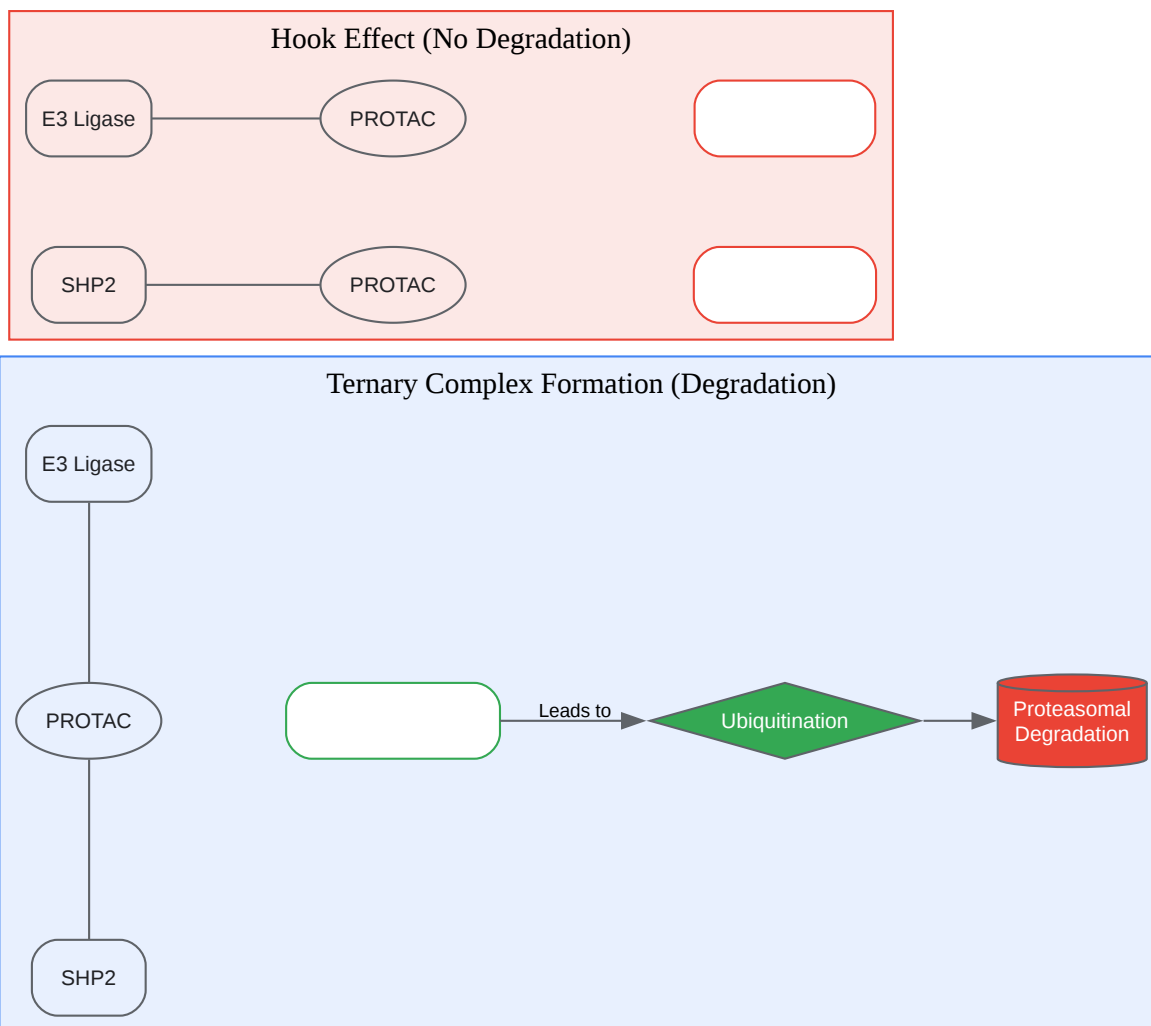 Hook Effect (No Degradation)
E3 Ligase
PROTAC
SHP2
PROTAC
Ternary Complex Formation (Degradation)
E3 Ligase
PROTAC
Leads to
Ubiquitination
Proteasomal
Degradation
SHP2